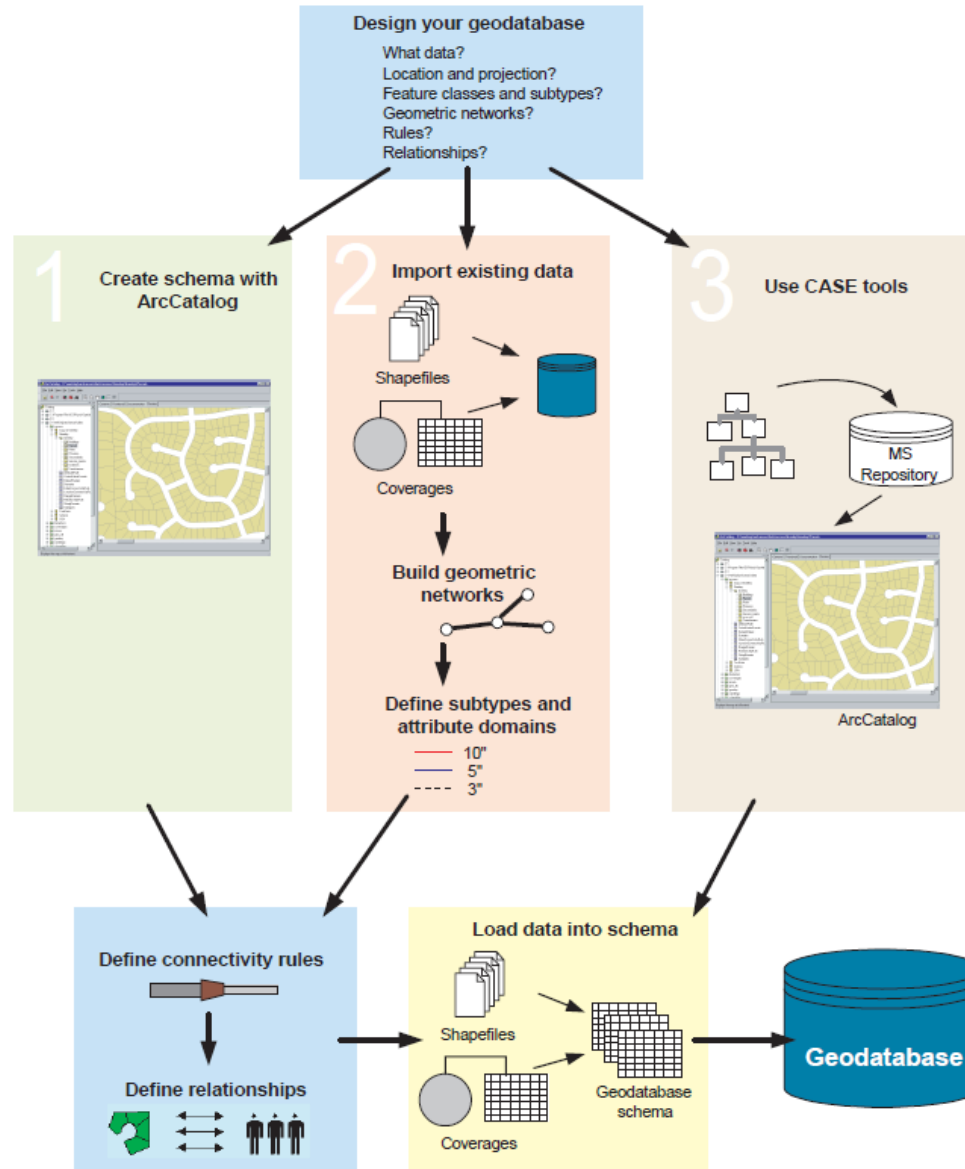 Design your geodatabase
What data?
Location and projection?
Feature classes and subtypes?
Geometric networks?
Rules?
Relationships?
1
Create schema with
ArcCatalog
2
Import existing data
Shapefiles
Coverages
Build geometric
networks
Define subtypes and
attribute domains
10"
5"
3"
3
Use CASE tools
MS
Repository
ArcCatalog
Define connectivity rules
Define relationships
Load data into schema
Shapefiles
Coverages
Geodatabase
schema
Geodatabase